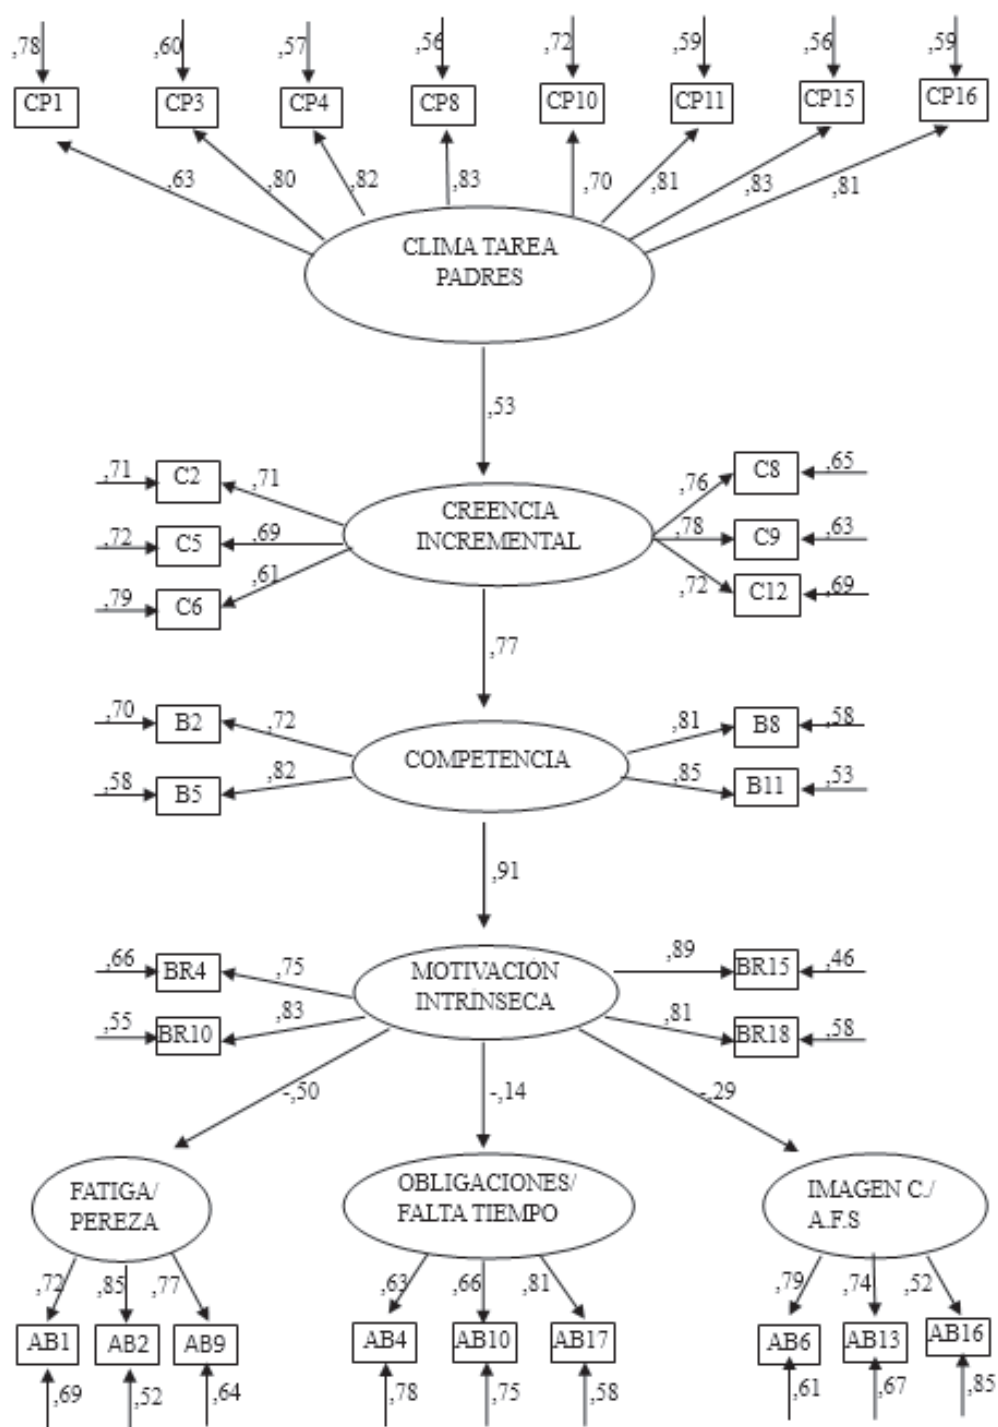 ,78 ,60 ,57 ,56 ,72 ,59 ,56 ,59
CP1 CP3 CP4 CP8 CP10 CP11 CP15 CP16
,63 ,80 ,82 ,83 ,70 ,81 ,83 ,81
CLIMA TAREA
PADRES
,53
,71 C2 ,71
,72 C5 ,69
,79 C6 ,61
CREENCIA
INCREMENTAL
,76 C8 ,65
,78 C9 ,63
,72 C12 ,69
,77
,70 B2 ,72
,58 B5 ,82
COMPETENCIA
,81 B8 ,58
,85 B11 ,53
,91
,66 BR4 ,75
,55 BR10 ,83
MOTIVACIÓN
INTRÍNSECA
,89 BR15 ,46
,81 BR18 ,58
-,50 -,14 -,29
FATIGA/
PEREZA
OBLIGACIONES/
FALTA TIEMPO
IMAGEN C./
A.F.S
,72 ,85 ,77 ,63 ,66 ,81 ,79 ,74 ,52
AB1 AB2 AB9 AB4 AB10 AB17 AB6 AB13 AB16
,69 ,52 ,64 ,78 ,75 ,58 ,61 ,67 ,85